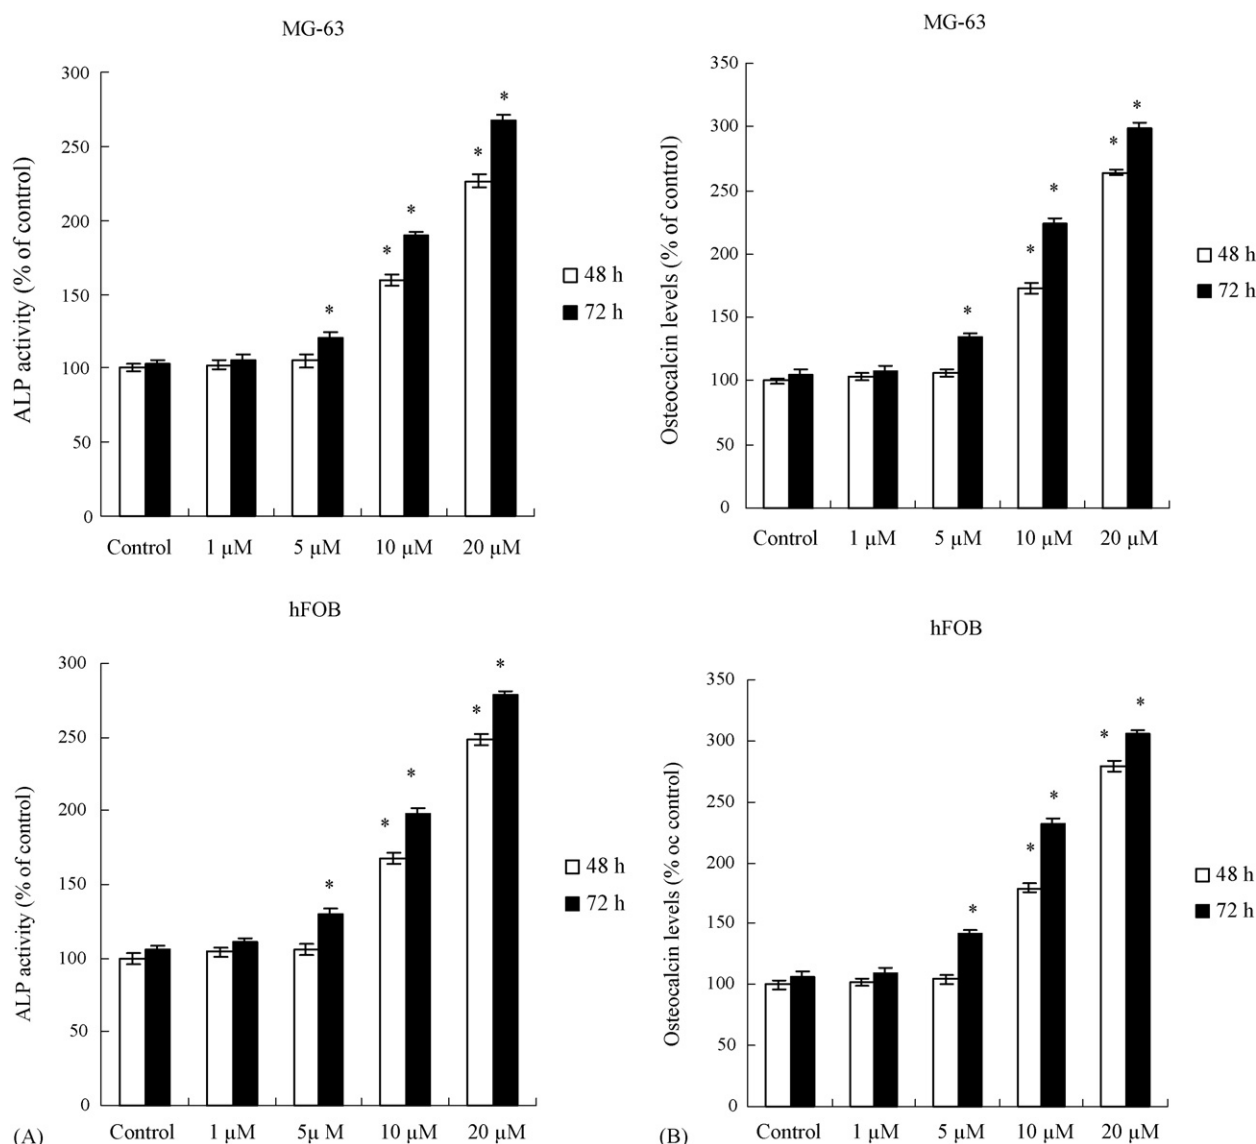 MG-63
300
250
200
150
100
50
0
ALP activity (% of control)
* * * * *
48 h
72 h
Control 1 µM 5 µM 10 µM 20 µM
MG-63
350
300
250
200
150
100
50
0
Osteocalcin levels (% of control)
* * * * *
48 h
72 h
Control 1 µM 5 µM 10 µM 20 µM
hFOB
300
250
200
150
100
50
0
ALP activity (% of control)
* * * * *
48 h
72 h
Control 1 µM 5µ M 10 µM 20 µM
(A)
hFOB
350
300
250
200
150
100
50
0
Osteocalcin levels (% oc control)
* * * * *
48 h
72 h
Control 1 µM 5 µM 10 µM 20 µM
(B)